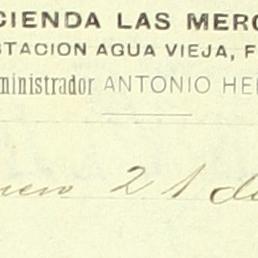 CIENDA LAS MERC
STACION AGUA VIEJA, F
ministrador ANTONIO HE
nero 21 de